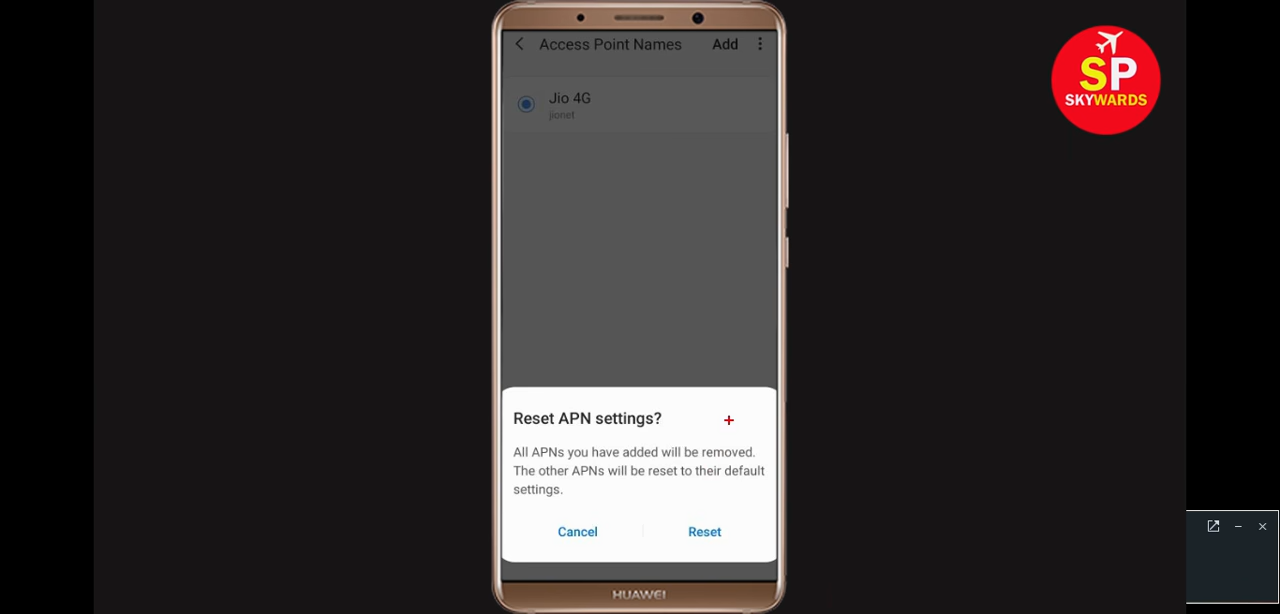 Access Point Names Add
Jio 4G
jionet
SP
SKYWARDS
Reset APN settings?
All APNs you have added will be removed.
The other APNs will be reset to their default
settings.
Cancel Reset
HUAWEI